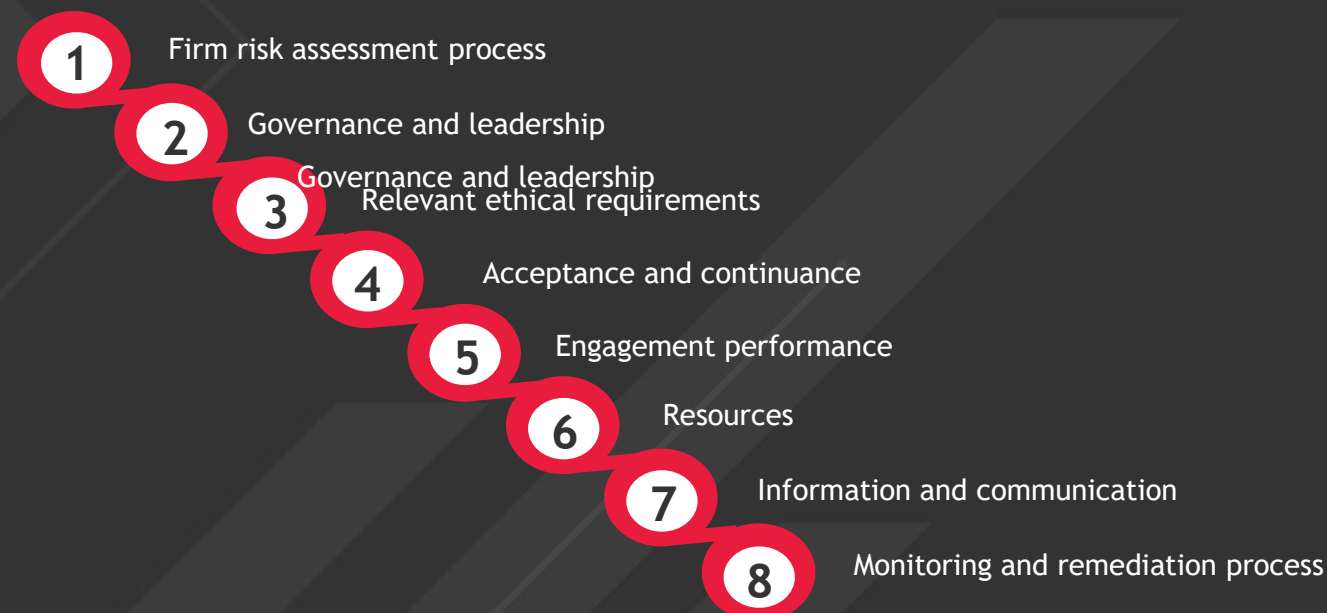 1 Firm risk assessment process
2 Governance and leadership
Governance and leadership
3 Relevant ethical requirements
4 Acceptance and continuance
5 Engagement performance
6 Resources
7 Information and communication
8 Monitoring and remediation process